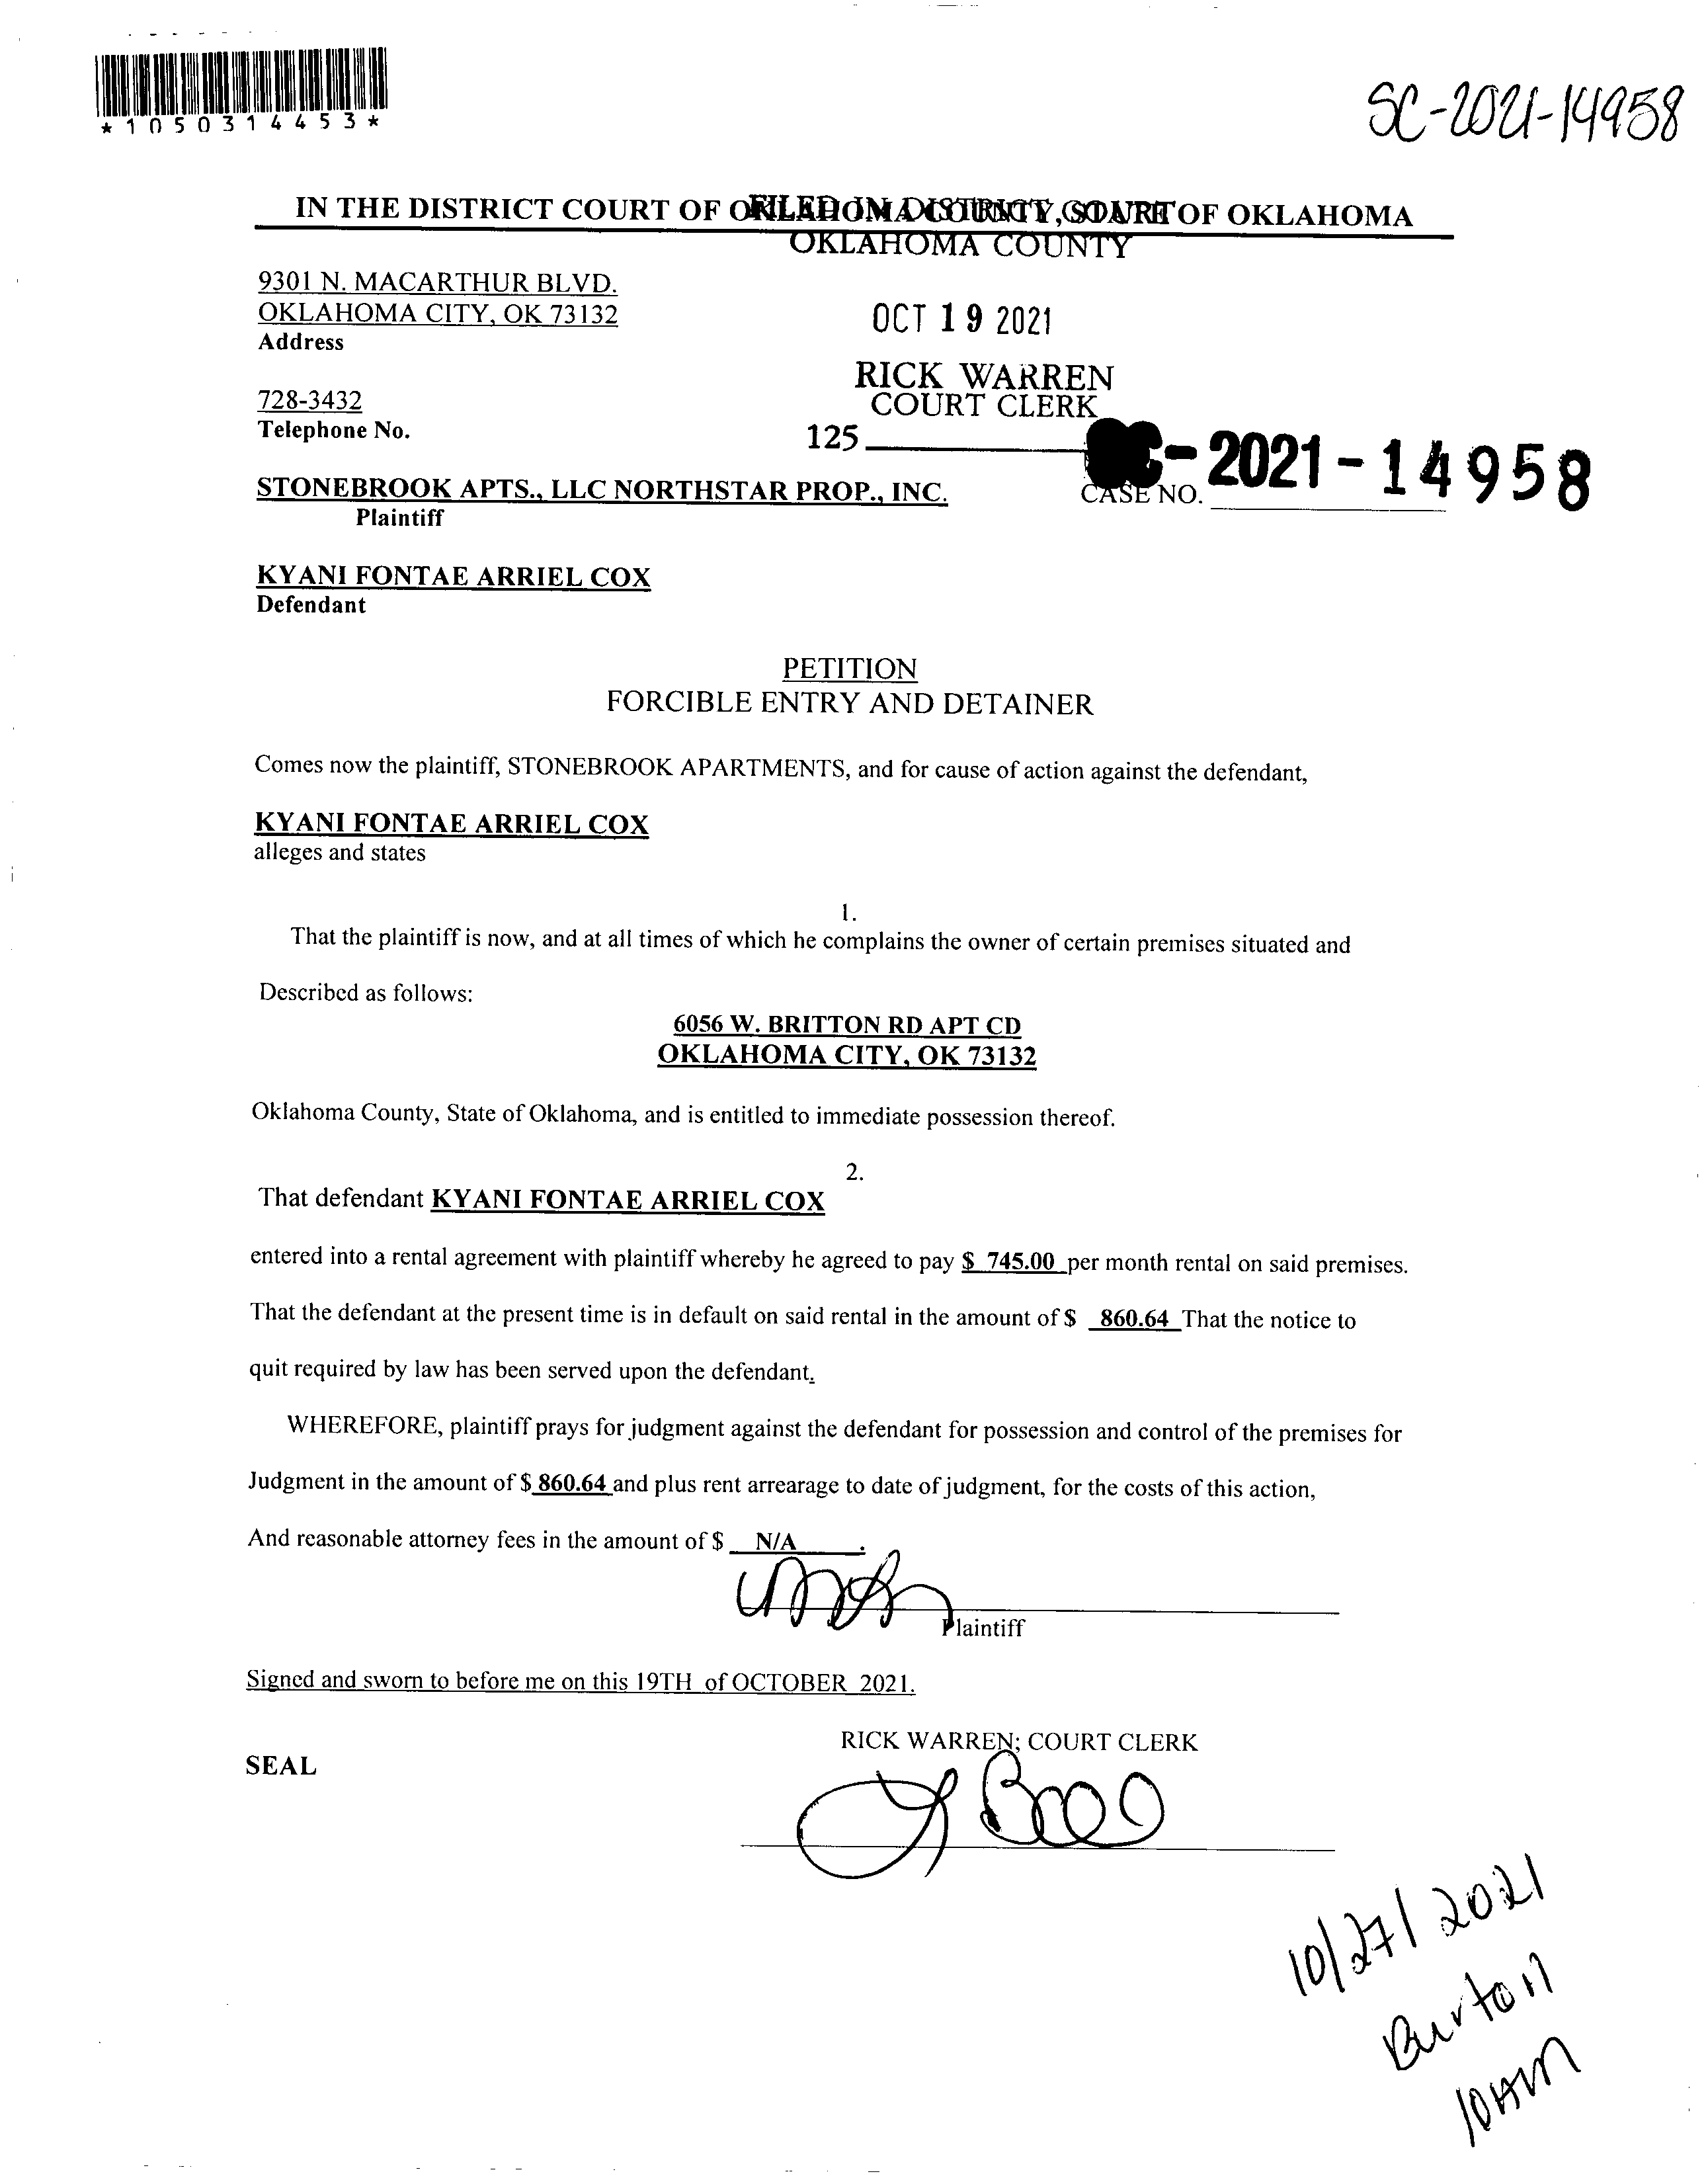 *1050314453*
SC-2021-14958
IN THE DISTRICT COURT OF OKLAHOMA COUNTY, STATE OF OKLAHOMA
FILED IN DISTRICT COURT
OKLAHOMA COUNTY
9301 N. MACARTHUR BLVD.
OKLAHOMA CITY, OK 73132
Address
OCT 19 2021
RICK WARREN
COURT CLERK
728-3432
Telephone No.
125
STONEBROOK APTS., LLC NORTHSTAR PROP., INC.
CASE NO. SC-2021-14958
Plaintiff
KYANI FONTAE ARRIEL COX
Defendant
PETITION
FORCIBLE ENTRY AND DETAINER
Comes now the plaintiff, STONEBROOK APARTMENTS, and for cause of action against the defendant,
KYANI FONTAE ARRIEL COX
alleges and states
1.
That the plaintiff is now, and at all times of which he complains the owner of certain premises situated and
Described as follows:
6056 W. BRITTON RD APT CD
OKLAHOMA CITY, OK 73132
Oklahoma County, State of Oklahoma, and is entitled to immediate possession thereof.
2.
That defendant KYANI FONTAE ARRIEL COX
entered into a rental agreement with plaintiff whereby he agreed to pay $ 745.00 per month rental on said premises.
That the defendant at the present time is in default on said rental in the amount of $ 860.64 That the notice to
quit required by law has been served upon the defendant.
WHEREFORE, plaintiff prays for judgment against the defendant for possession and control of the premises for
Judgment in the amount of $ 860.64 and plus rent arrearage to date of judgment, for the costs of this action,
And reasonable attorney fees in the amount of $ N/A .
Plaintiff
Signed and sworn to before me on this 19TH of OCTOBER 2021.
RICK WARREN; COURT CLERK
SEAL
10/27/2021
Burton
10AM